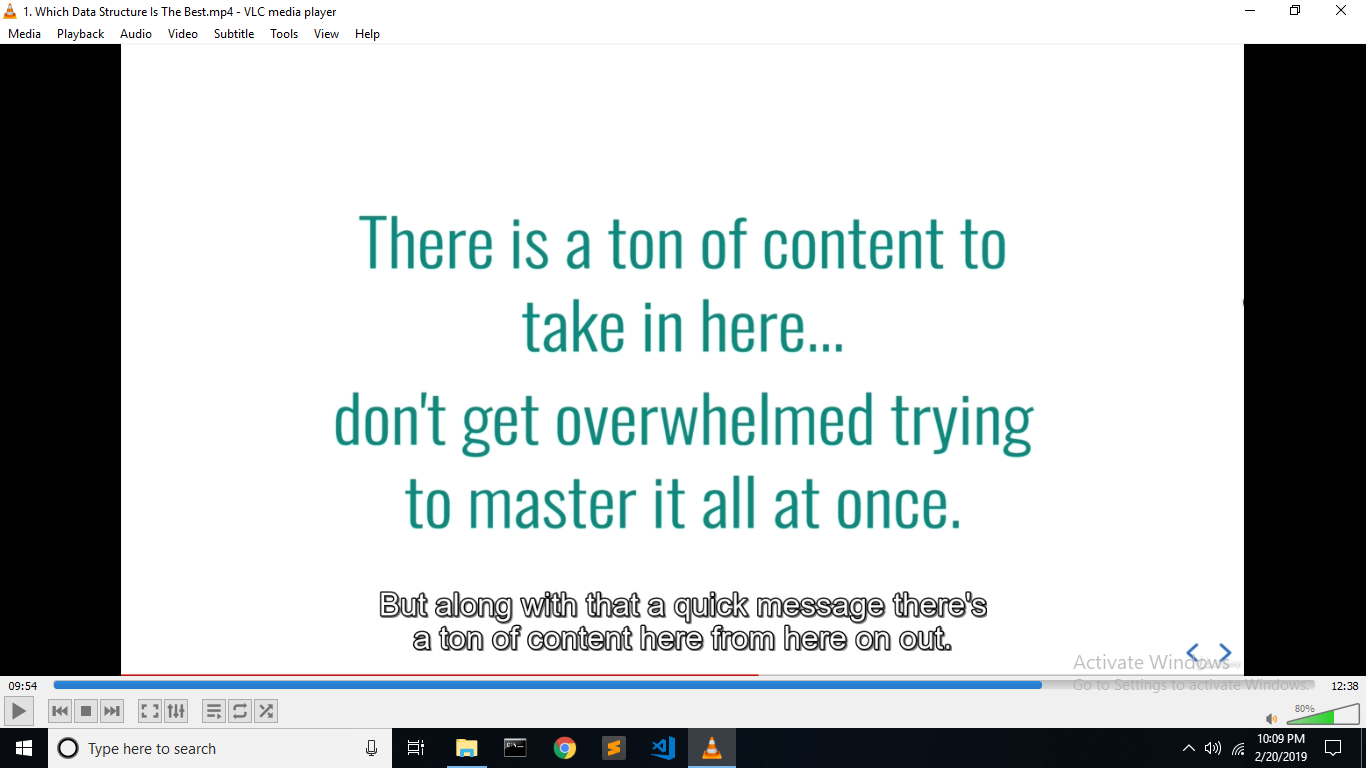 1. Which Data Structure Is The Best.mp4 - VLC media player
Media Playback Audio Video Subtitle Tools View Help
There is a ton of content to
take in here...
don't get overwhelmed trying
to master it all at once.
But along with that a quick message there's
a ton of content here from here on out.
Activate Windows
Go to Settings to activate Windows.
09:54 12:38
80%
Type here to search
10:09 PM
2/20/2019